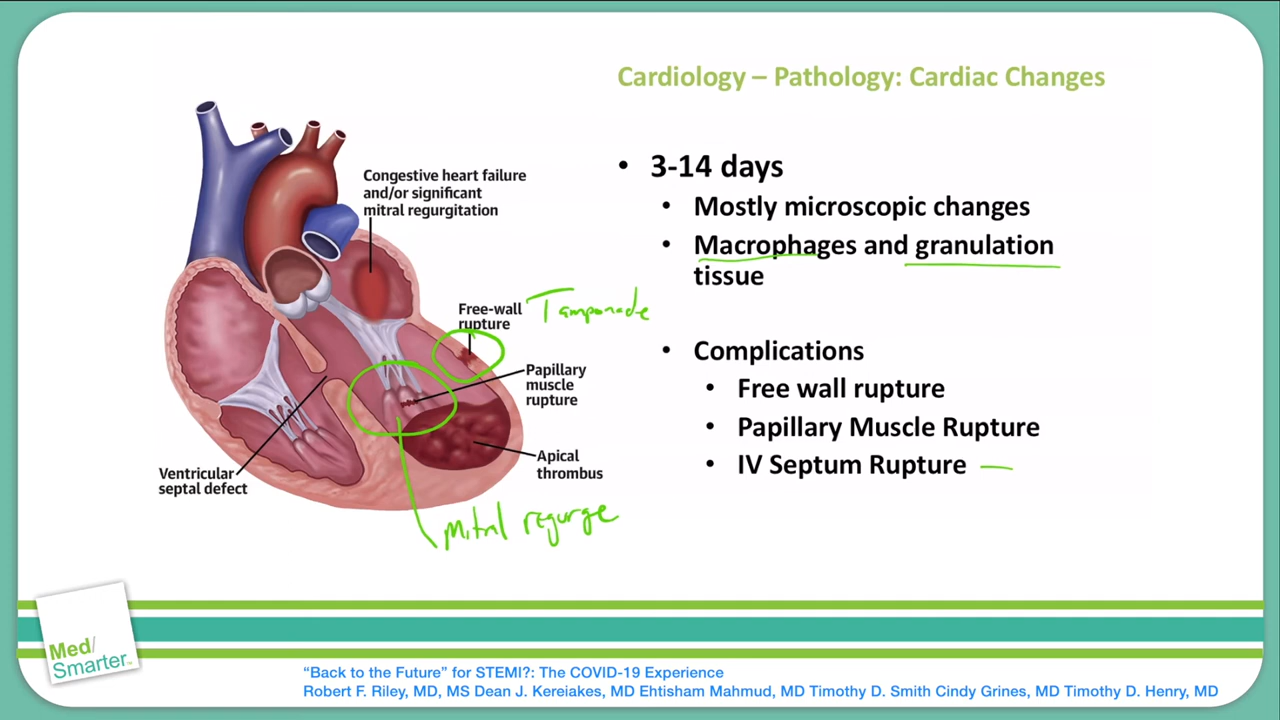 Cardiology – Pathology: Cardiac Changes
Congestive heart failure
and/or significant
mitral regurgitation
Free-wall
rupture
Tamponade
Papillary
muscle
rupture
Apical
thrombus
Ventricular
septal defect
Mitral regurge
• 3-14 days
• Mostly microscopic changes
• Macrophages and granulation
tissue
• Complications
• Free wall rupture
• Papillary Muscle Rupture
• IV Septum Rupture
Med/
Smarter™
“Back to the Future” for STEMI?: The COVID-19 Experience
Robert F. Riley, MD, MS Dean J. Kereiakes, MD Ehtisham Mahmud, MD Timothy D. Smith Cindy Grines, MD Timothy D. Henry, MD